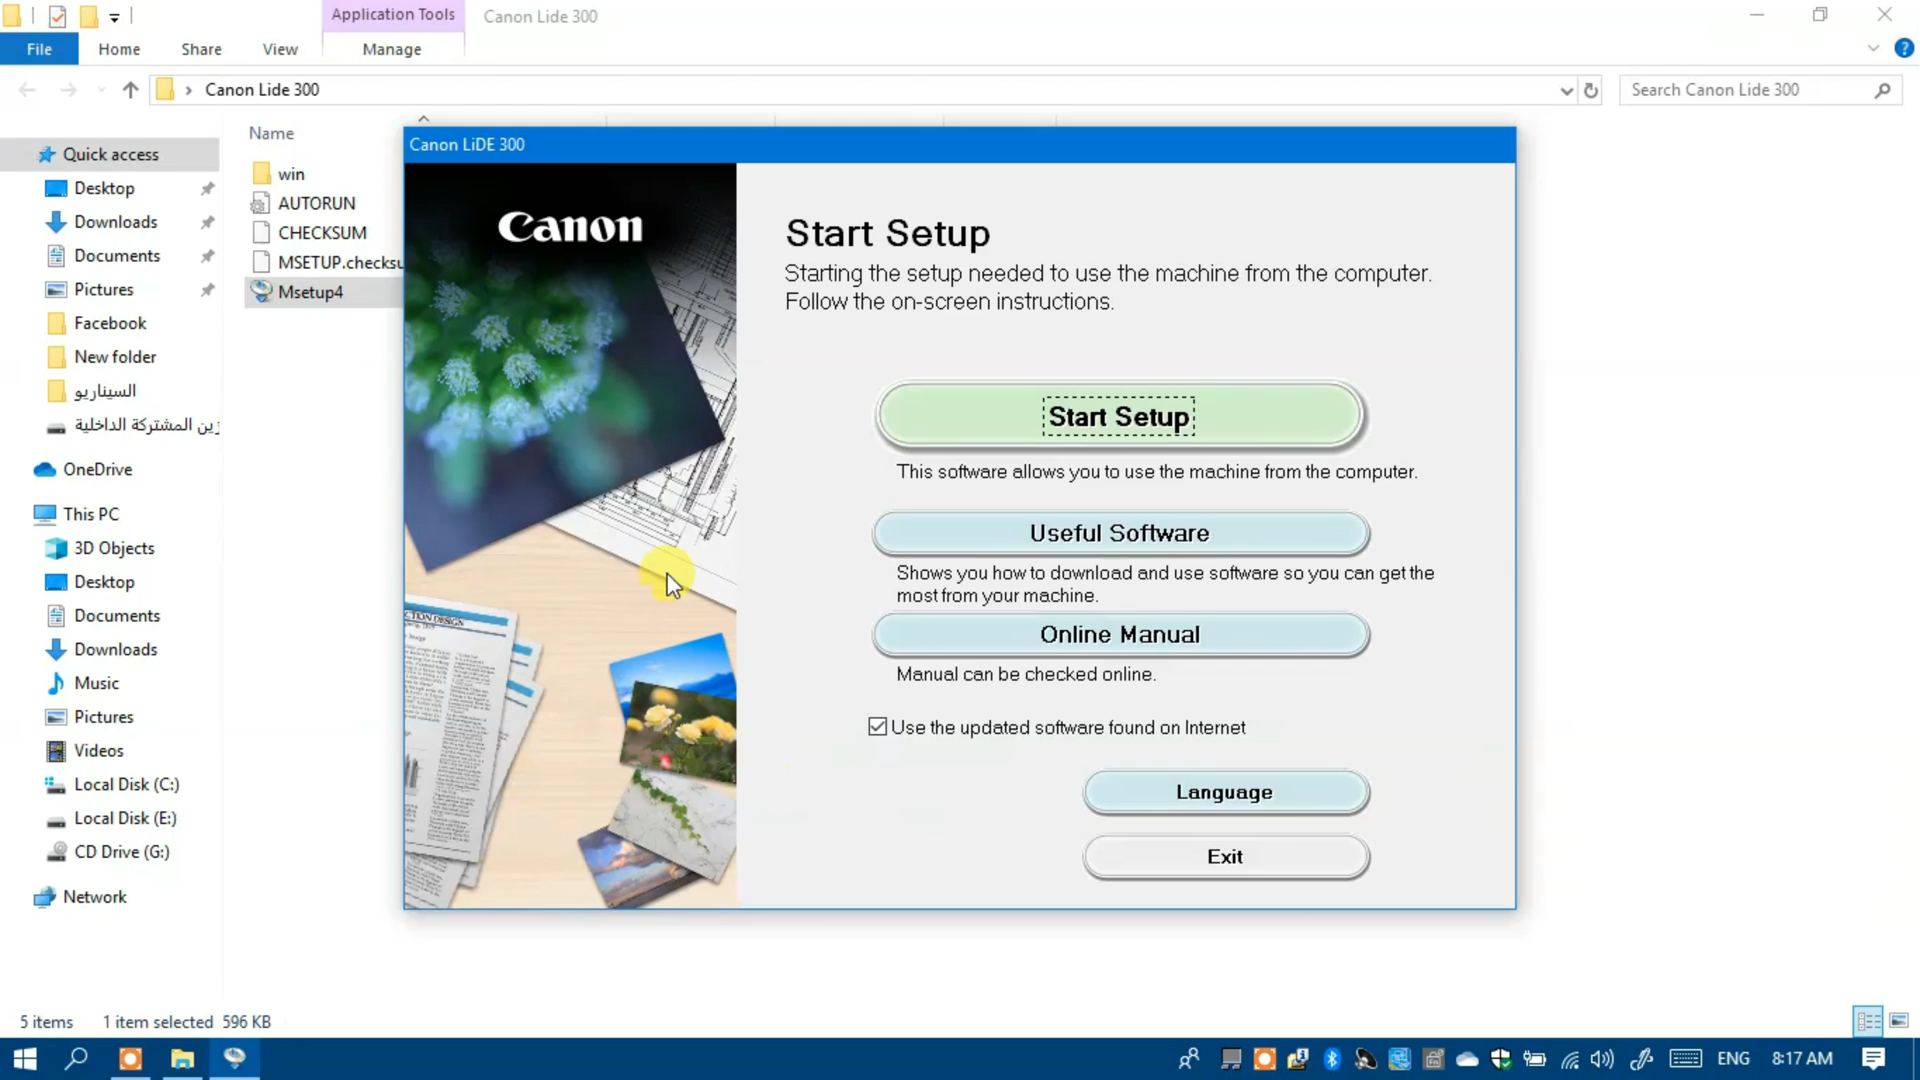 Application Tools
Canon Lide 300
File
Home
Share
View
Manage
Canon Lide 300
Search Canon Lide 300
Name
Quick access
Desktop
Downloads
Documents
Pictures
Facebook
New folder
السيناريو
زين المشتركة الداخلية
OneDrive
This PC
3D Objects
Desktop
Documents
Downloads
Music
Pictures
Videos
Local Disk (C:)
Local Disk (E:)
CD Drive (G:)
Network
win
AUTORUN
CHECKSUM
MSETUP.checksu
Msetup4
Canon LiDE 300
Canon
Start Setup
Starting the setup needed to use the machine from the computer.
Follow the on-screen instructions.
Start Setup
This software allows you to use the machine from the computer.
Useful Software
Shows you how to download and use software so you can get the
most from your machine.
Online Manual
Manual can be checked online.
Use the updated software found on Internet
Language
Exit
5 items
1 item selected 596 KB
ENG
8:17 AM